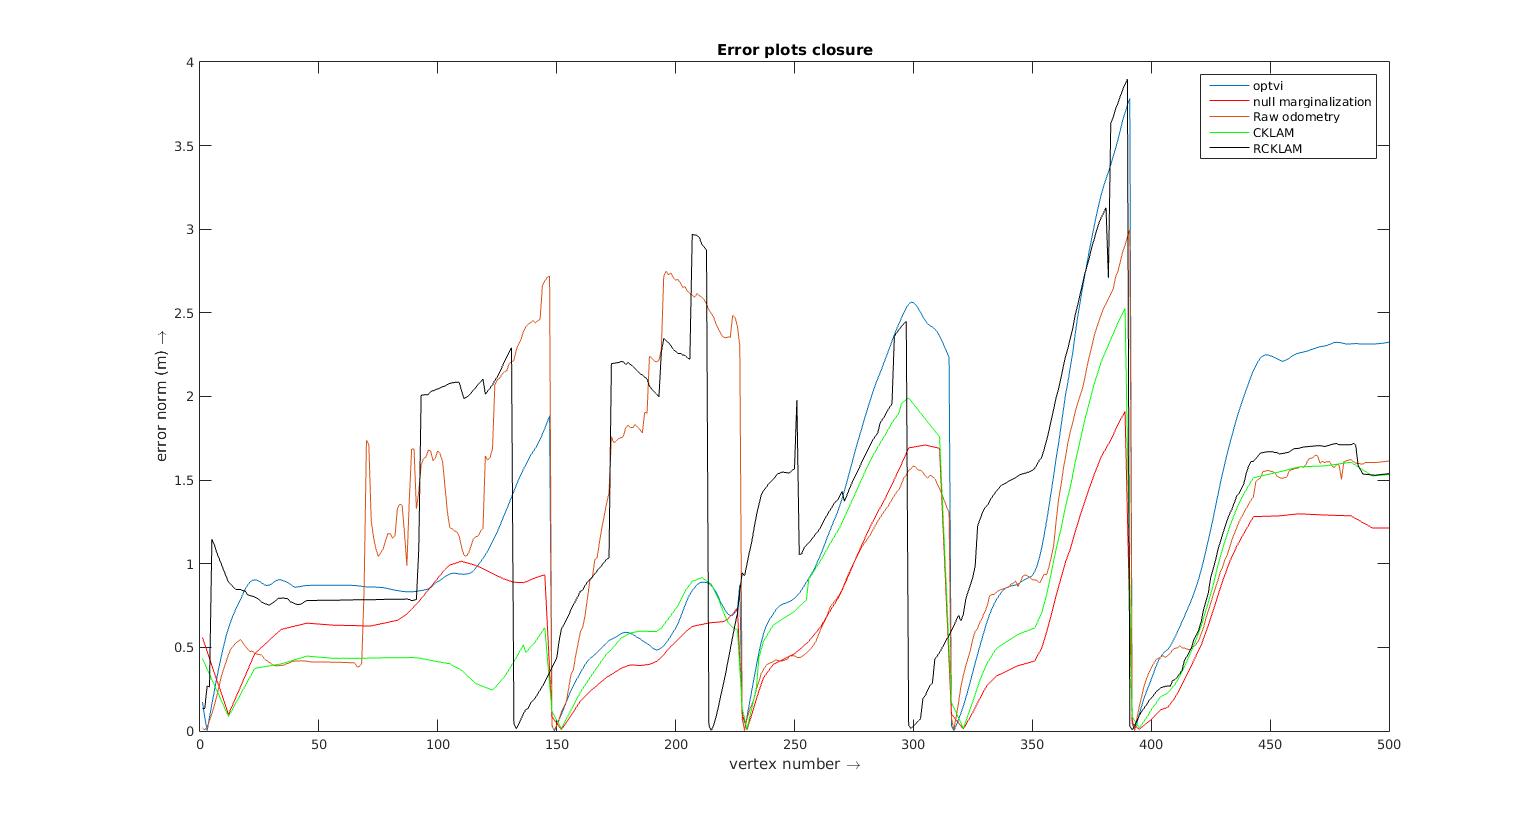 Error plots closure
4
3.5
3
2.5
2
1.5
1
0.5
0
error norm (m) →
optvi
null marginalization
Raw odometry
CKLAM
RCKLAM
0 50 100 150 200 250 300 350 400 450 500
vertex number →